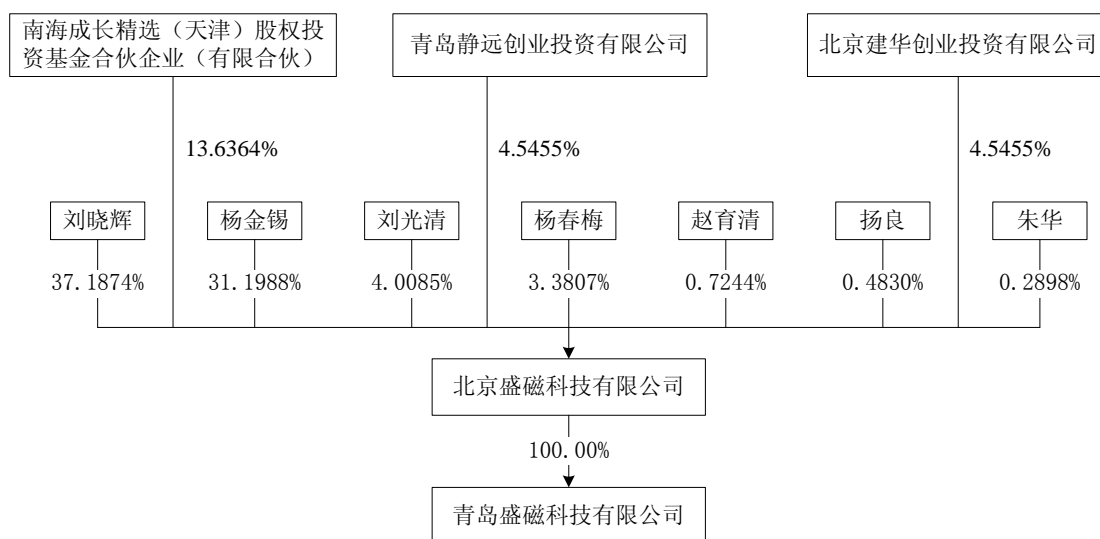 南海成长精选（天津）股权投
资基金合伙企业（有限合伙）
青岛静远创业投资有限公司
北京建华创业投资有限公司
13.6364%
4.5455%
4.5455%
刘晓辉
杨金锡
刘光清
杨春梅
赵育清
扬良
朱华
37.1874%
31.1988%
4.0085%
3.3807%
0.7244%
0.4830%
0.2898%
北京盛磁科技有限公司
100.00%
青岛盛磁科技有限公司